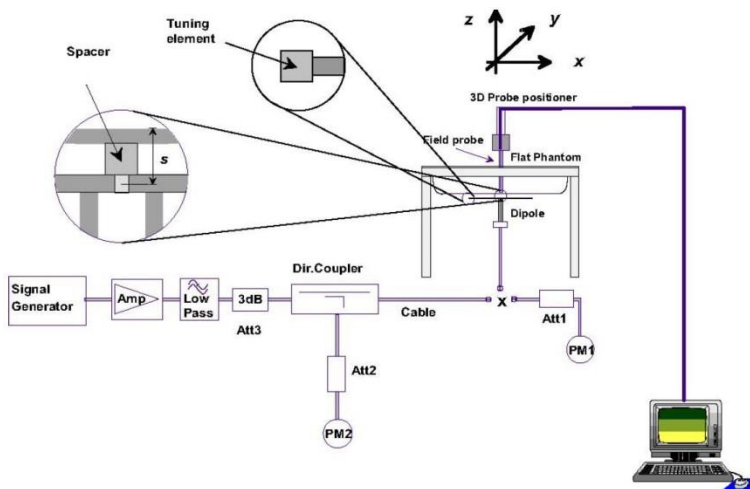 Tuning
element
Spacer
s
z
y
x
3D Probe positioner
Field probe
Flat Phantom
Dipole
Signal
Generator
Amp
Low
Pass
3dB
Att3
Dir.Coupler
Cable
x
Att1
PM1
Att2
PM2